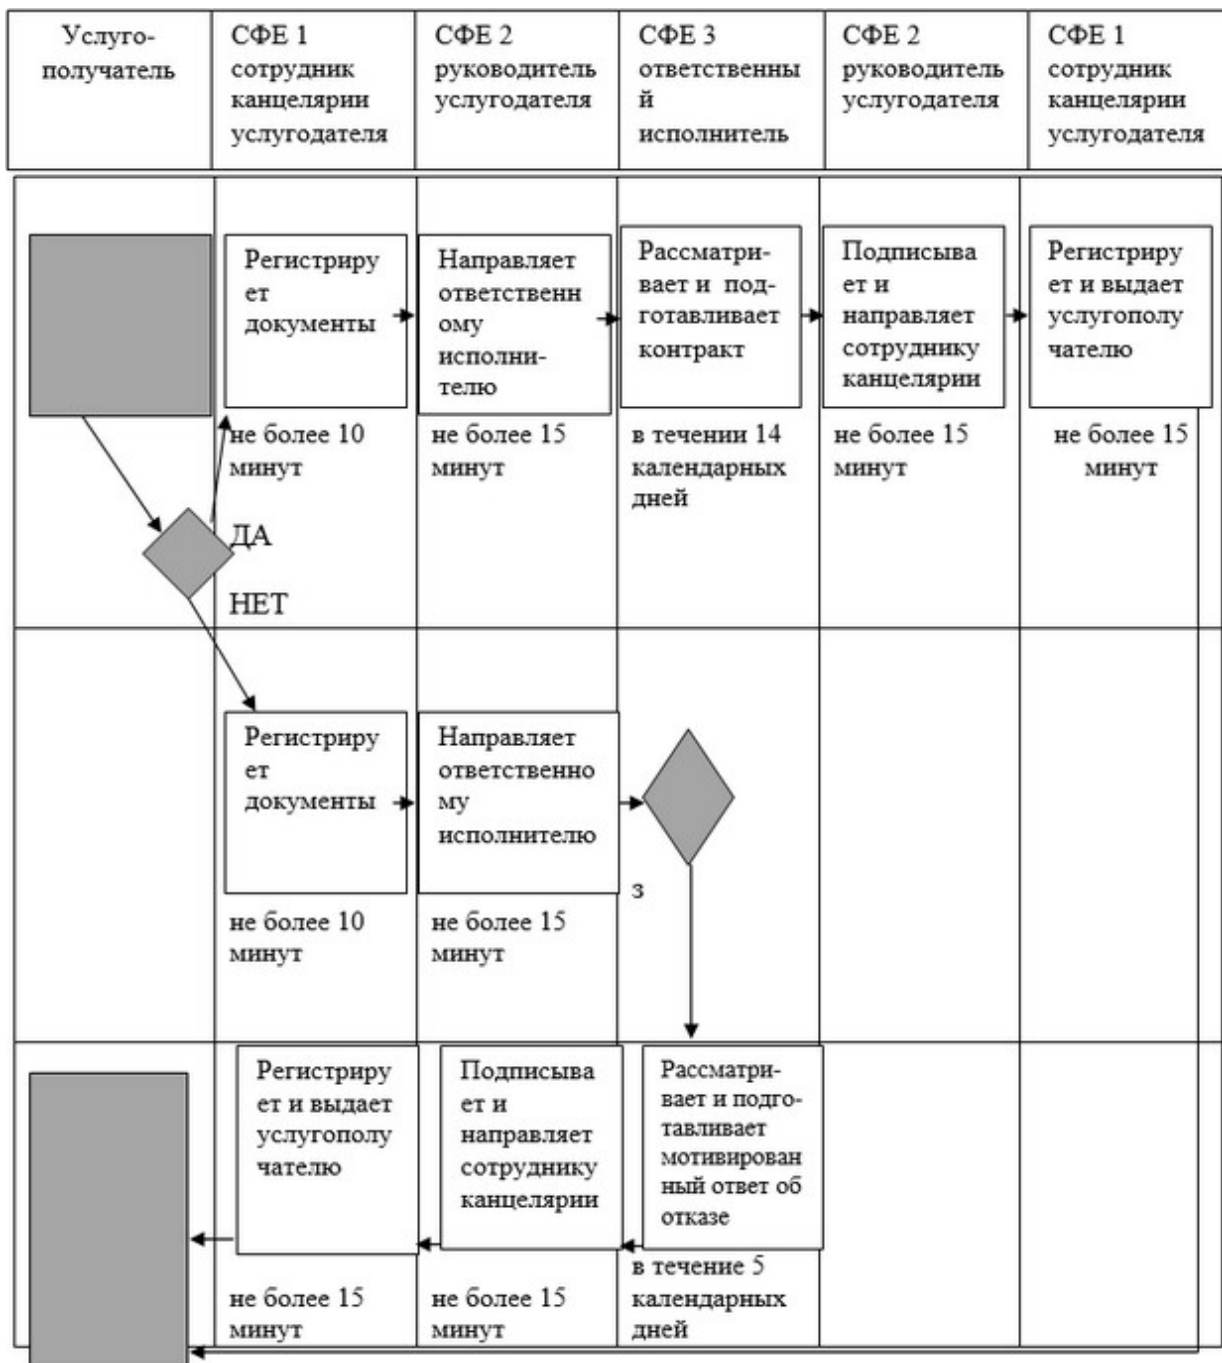 Услуго-
получатель
СФЕ 1
сотрудник
канцелярии
услугодателя
СФЕ 2
руководитель
услугодателя
СФЕ 3
ответственны
й
исполнитель
СФЕ 2
руководитель
услугодателя
СФЕ 1
сотрудник
канцелярии
услугодателя
Регистриру
ет
документы
Направляет
ответственн
ому
исполни-
телю
Рассматри-
вает и под-
готавливает
контракт
Подписыва
ет и
направляет
сотруднику
канцелярии
Регистриру
ет и выдает
услугополу
чателю
не более 10
минут
не более 15
минут
в течении 14
календарных
дней
не более 15
минут
не более 15
минут
ДА
НЕТ
Регистриру
ет
документы
Направляет
ответственно
му
исполнителю
з
не более 10
минут
не более 15
минут
Регистриру
ет и выдает
услугополу
чателю
Подписыва
ет и
направляет
сотруднику
канцелярии
Рассматри-
вает и подго-
тавливает
мотивирован
ный ответ об
отказе
не более 15
минут
не более 15
минут
в течение 5
календарных
дней